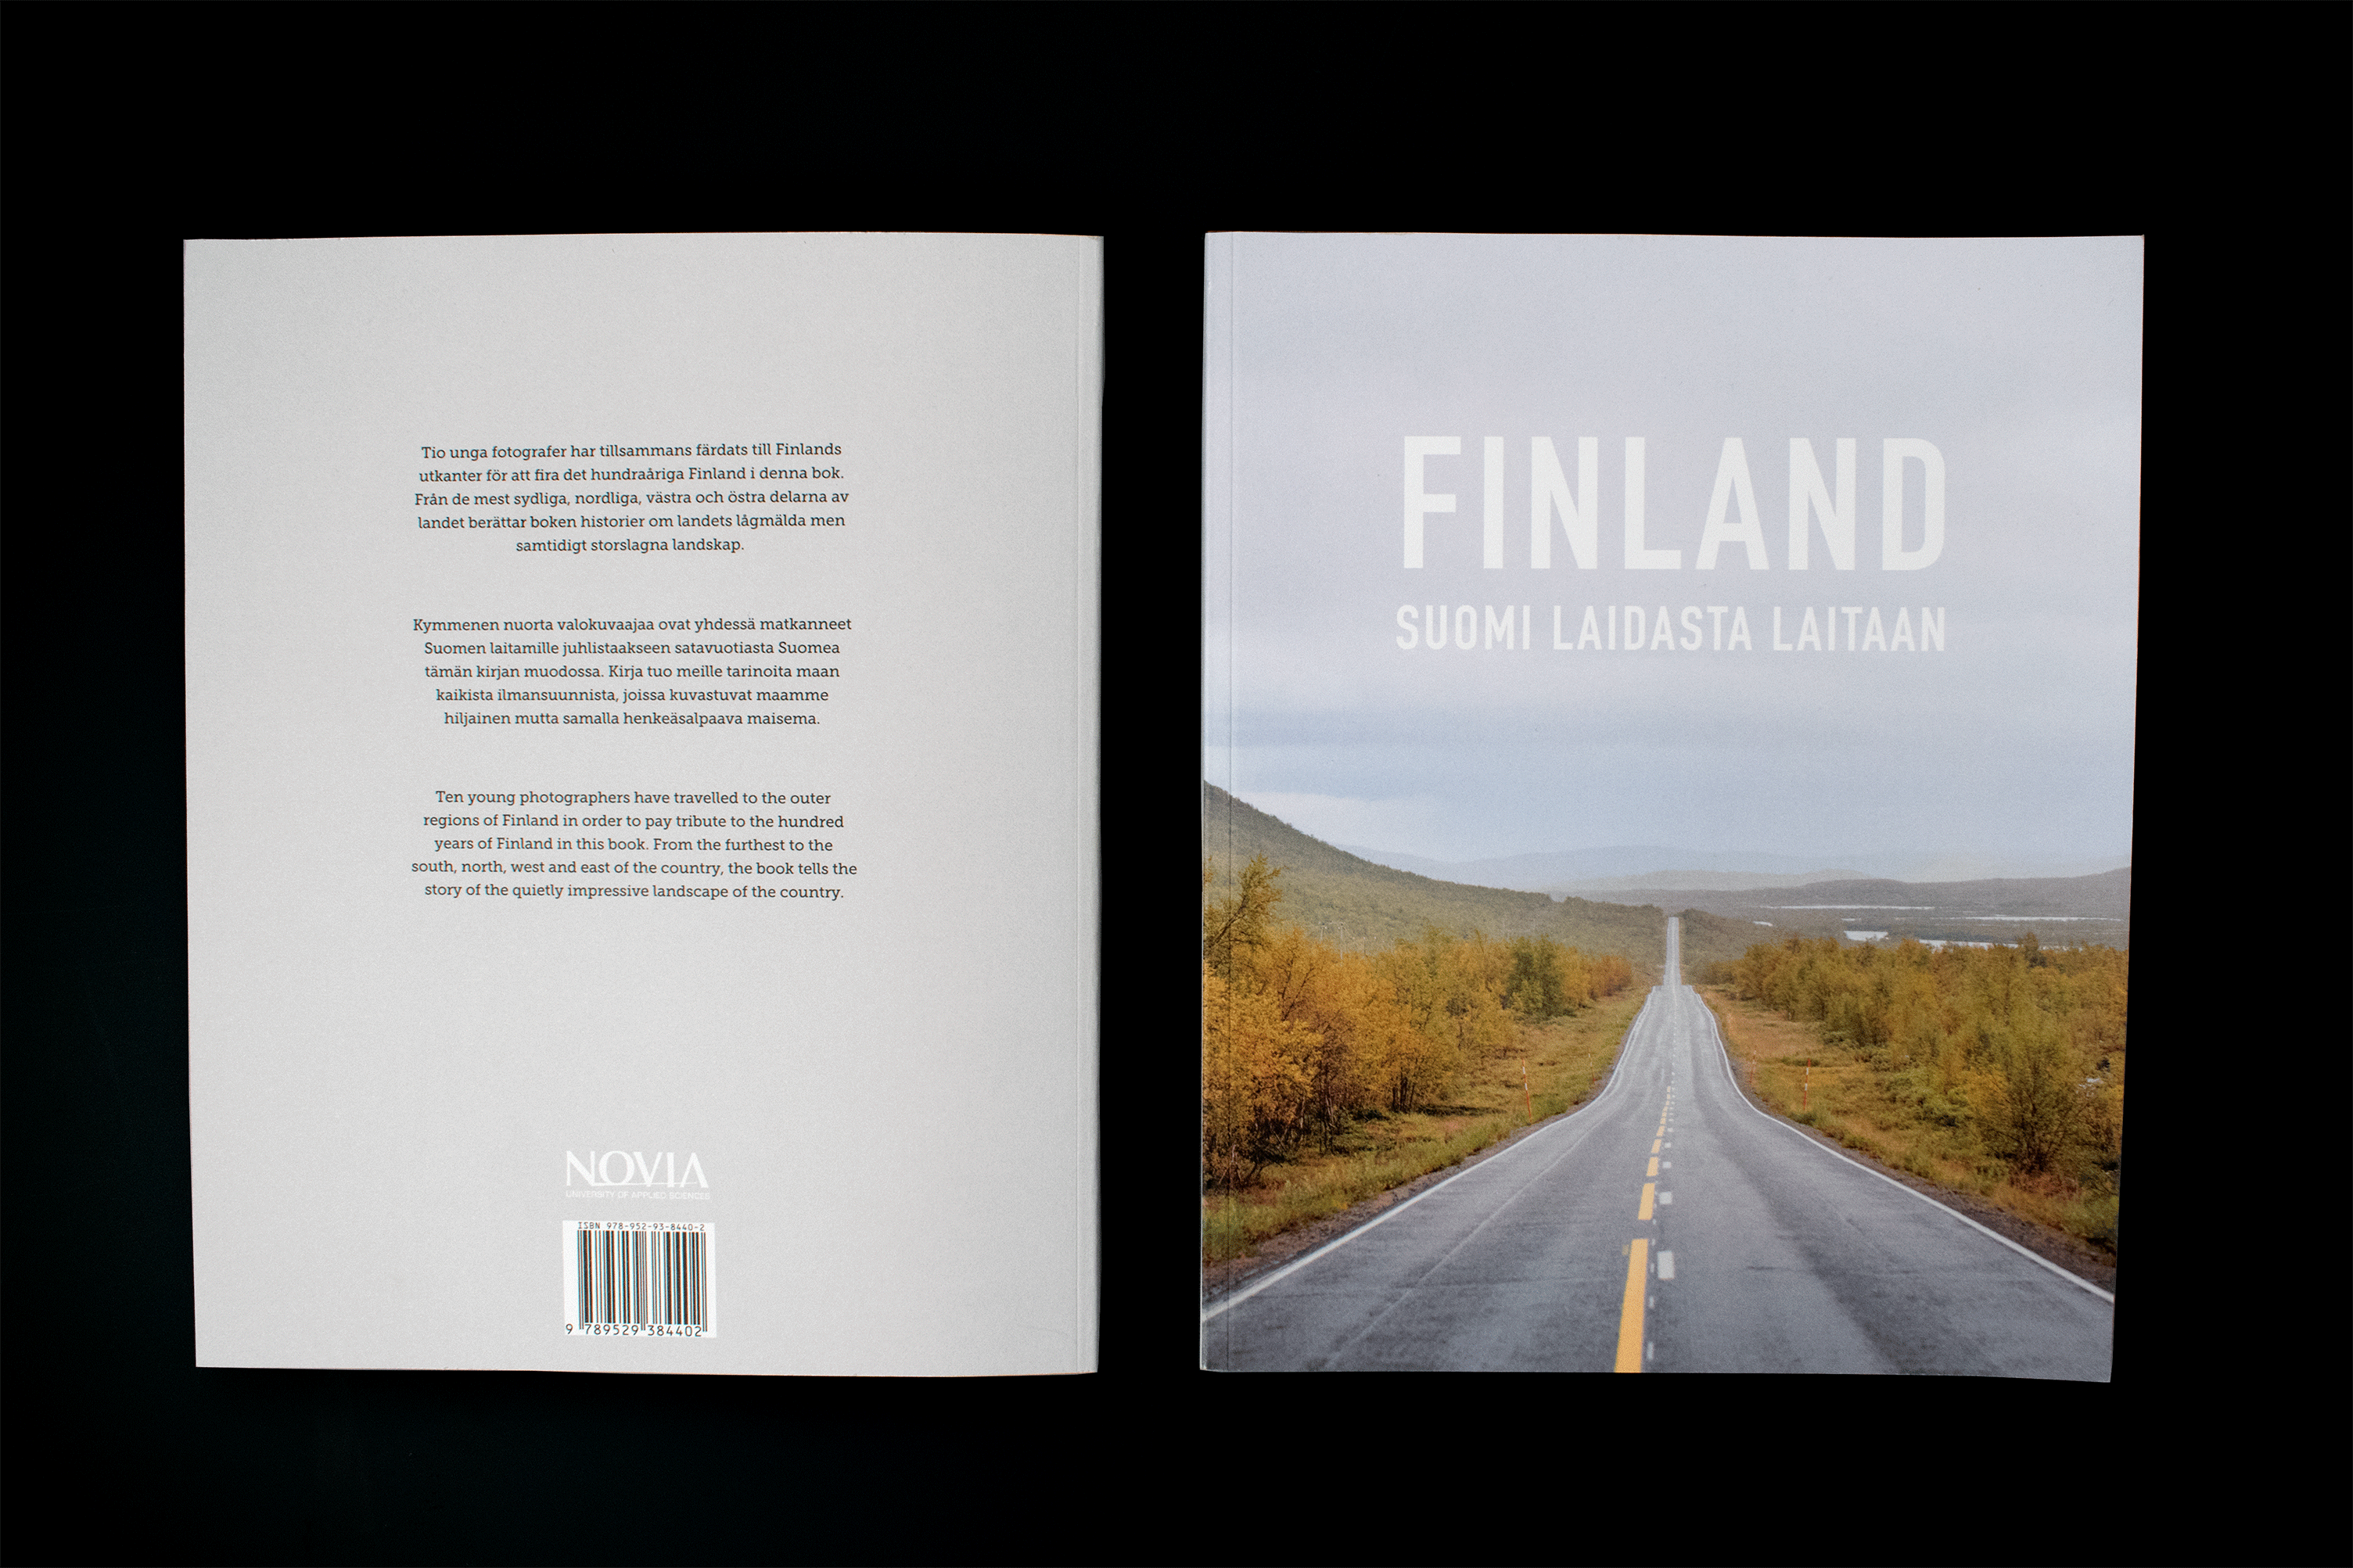 Tio unga fotografer har tillsammans färdats till Finlands
utkanter för att fira det hundraåriga Finland i denna bok.
Från de mest sydliga, nordliga, västra och östra delarna av
landet berättar boken historier om landets lågmälda men
samtidigt storslagna landskap.
Kymmenen nuorta valokuvaajaa ovat yhdessä matkanneet
Suomen laitamille juhlistaakseen satavuotiasta Suomea
tämän kirjan muodossa. Kirja tuo meille tarinoita maan
kaikista ilmansuunnista, joissa kuvastuvat maamme
hiljainen mutta samalla henkeäsalpaava maisema.
Ten young photographers have travelled to the outer
regions of Finland in order to pay tribute to the hundred
years of Finland in this book. From the furthest to the
south, north, west and east of the country, the book tells the
story of the quietly impressive landscape of the country.
NOVIA
UNIVERSITY OF APPLIED SCIENCES
ISBN 978-952-93-8440-2
9 789529 384402
FINLAND
SUOMI LAIDASTA LAITAAN